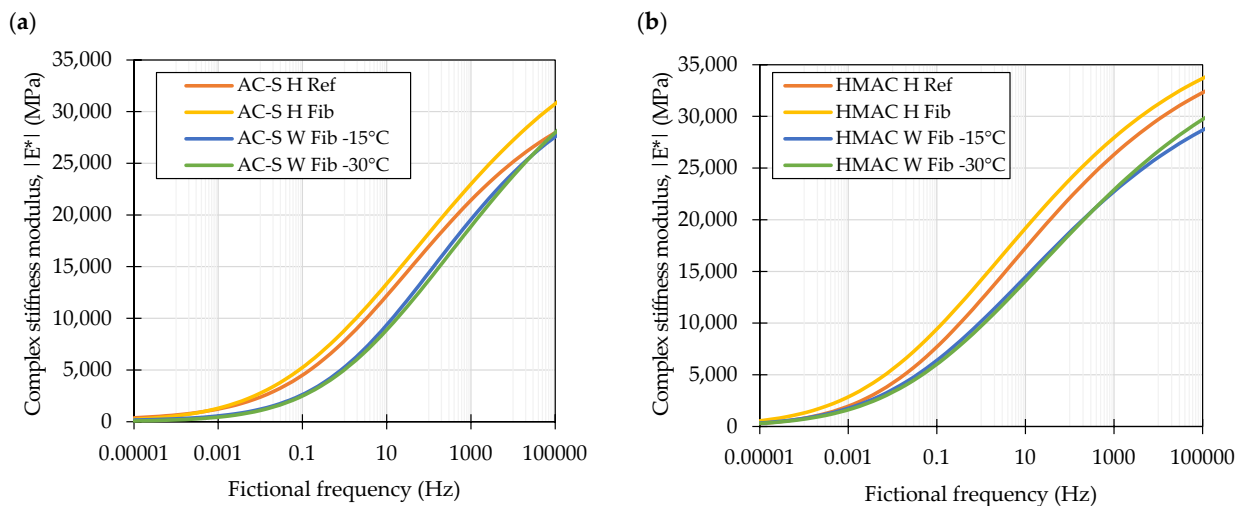 (a)
35,000
30,000
25,000
20,000
15,000
10,000
5,000
0
Complex stiffness modulus, |E*| (MPa)
AC-S H Ref
AC-S H Fib
AC-S W Fib -15°C
AC-S W Fib -30°C
0.00001 0.001 0.1 10 1000 100000
Fictional frequency (Hz)
(b)
35,000
30,000
25,000
20,000
15,000
10,000
5,000
0
Complex stiffness modulus, |E*| (MPa)
HMAC H Ref
HMAC H Fib
HMAC W Fib -15°C
HMAC W Fib -30°C
0.00001 0.001 0.1 10 1000 100000
Fictional frequency (Hz)